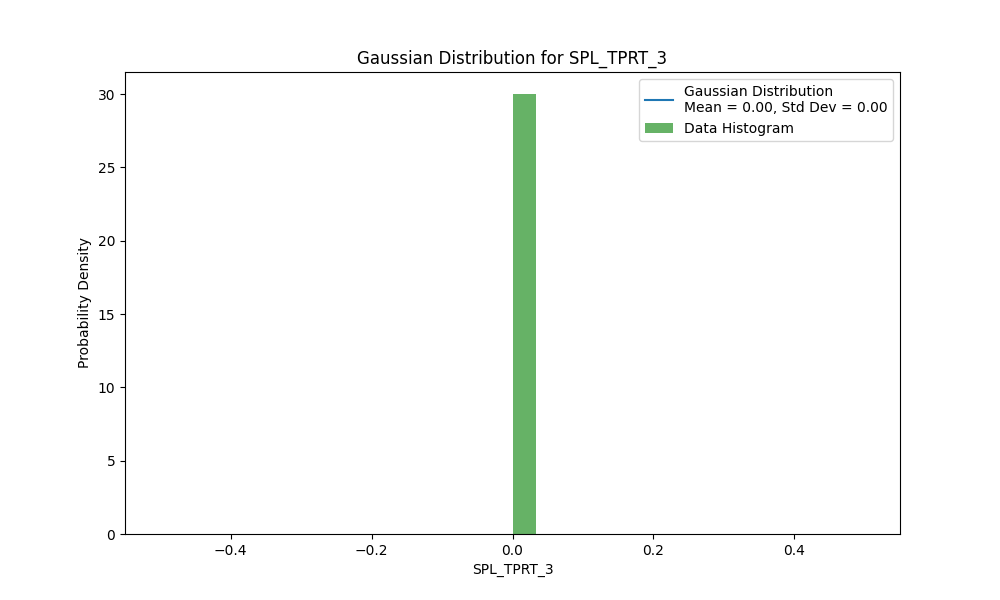 Gaussian Distribution for SPL_TPRT_3
Gaussian Distribution
Mean = 0.00, Std Dev = 0.00
Data Histogram
Probability Density
30
25
20
15
10
5
0
−0.4
−0.2
0.0
0.2
0.4
SPL_TPRT_3